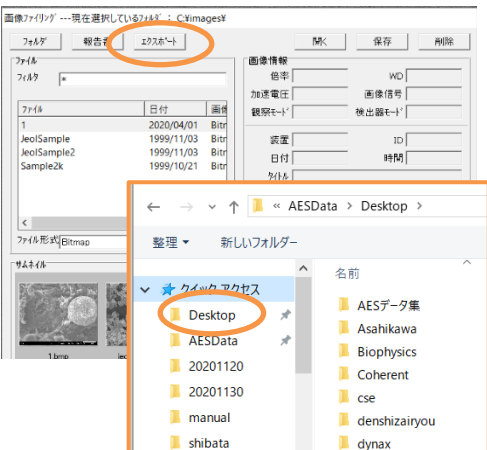 画像ファイリング ---現在選択しているフォルダ : C:¥images¥
フォルダ 報告書 エクスポート 開く 保存 削除
ファイル
フィルタ *
ファイル 日付 画像
1 2020/04/01 Bitr
JeolSample 1999/11/03 Bitr
JeolSample2 1999/11/03 Bitr
Sample2k 1999/10/21 Bitr
ファイル形式 Bitmap
サムネイル
1.bmp
画像情報
倍率 WD
加速電圧 画像信号
観察モード 検出器モード
装置 ID
日付 時間
タイトル
« AESData > Desktop >
整理 新しいフォルダー
クイック アクセス
Desktop
AESData
20201120
20201130
manual
shibata
名前
AESデータ集
Asahikawa
Biophysics
Coherent
cse
denshizairyou
dynax